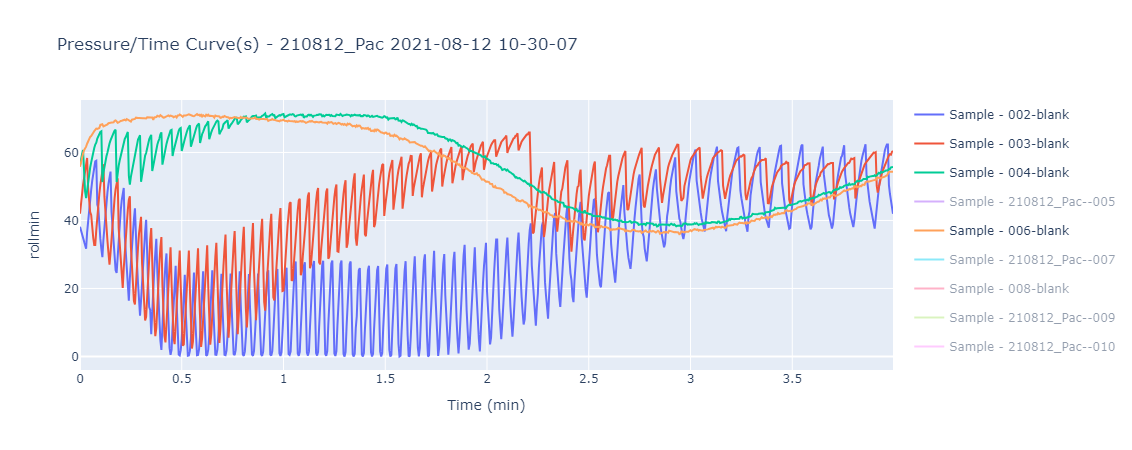 Pressure/Time Curve(s) - 210812_Pac 2021-08-12 10-30-07
rollmin
60
40
20
0
0 0.5 1 1.5 2 2.5 3 3.5
Time (min)
Sample - 002-blank
Sample - 003-blank
Sample - 004-blank
Sample - 210812_Pac--005
Sample - 006-blank
Sample - 210812_Pac--007
Sample - 008-blank
Sample - 210812_Pac--009
Sample - 210812_Pac--010